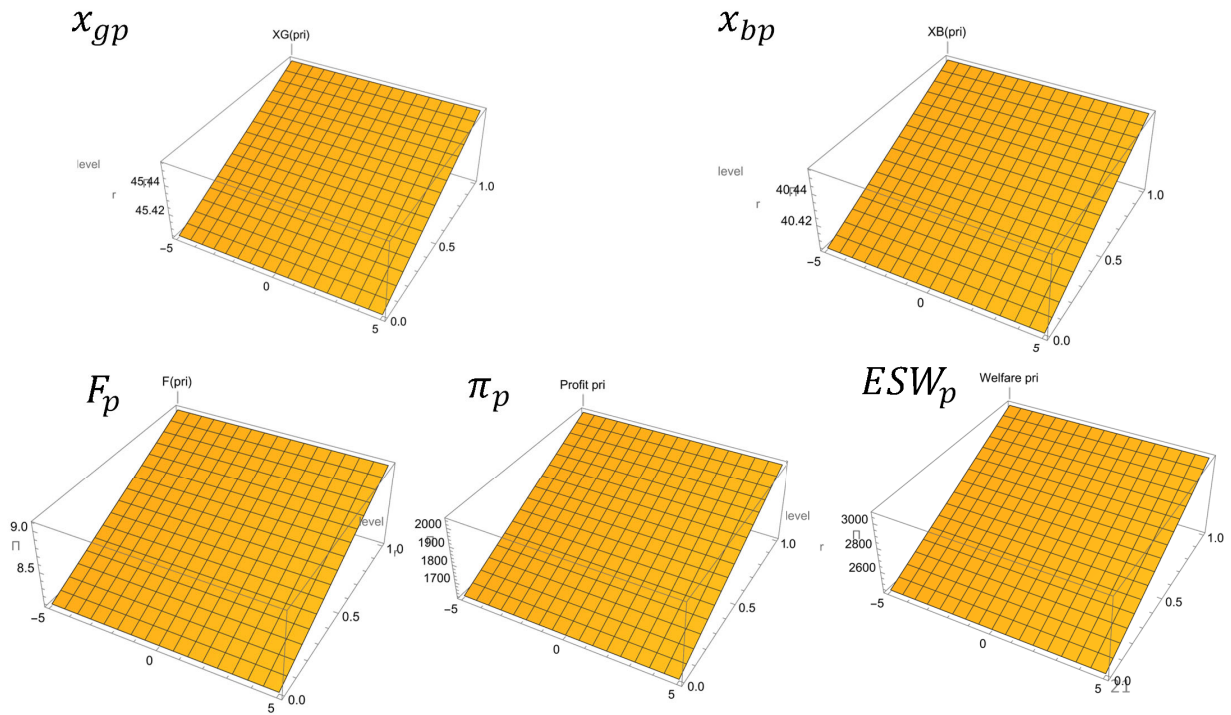 x_gp
XG(pri)
level
r
45.44
45.42
−5
0
5
0.0
0.5
1.0
x_bp
XB(pri)
level
r
40.44
40.42
−5
0
5
0.0
0.5
1.0
F_p
F(pri)
level
r
Π
9.0
8.5
−5
0
5
0.0
0.5
1.0
π_p
Profit pri
level
r
2000
1900
1800
1700
−5
0
5
0.0
0.5
1.0
ESW_p
Welfare pri
Π
3000
2800
2600
−5
0
5
0.0
0.5
1.0
21